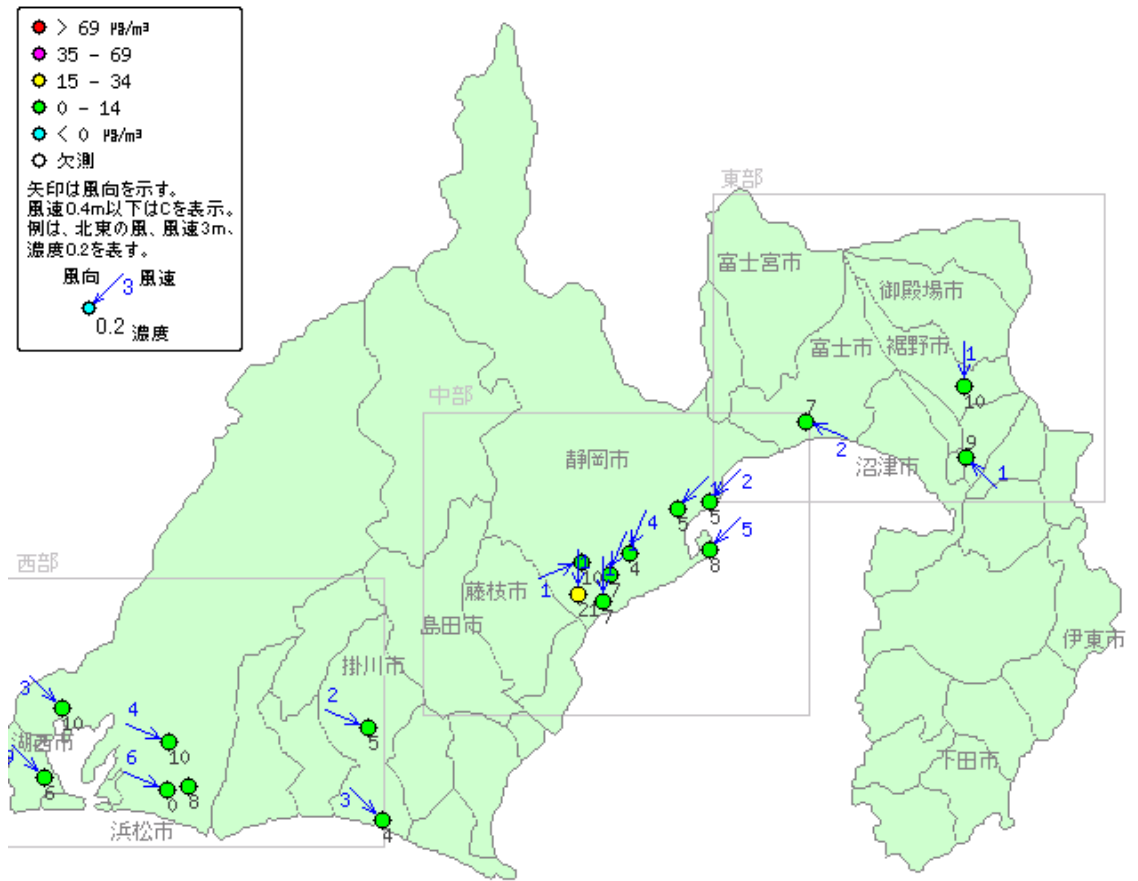 > 69 μg/m³
35 - 69
15 - 34
0 - 14
< 0 μg/m³
欠測
矢印は風向を示す。
風速0.4m以下はCを表示。
例は、北東の風、風速3m、
濃度0.2を表す。
風向
3
風速
0.2
濃度
東部
富士宮市
御殿場市
富士市
裾野市
1
10
中部
7
2
沼津市
9
1
静岡市
2
5
5
5
8
4
4
西部
藤枝市
1
10
7
21
7
島田市
伊東市
掛川市
3
10
4
2
5
湖西市
10
6
6
0
8
下田市
3
4
浜松市